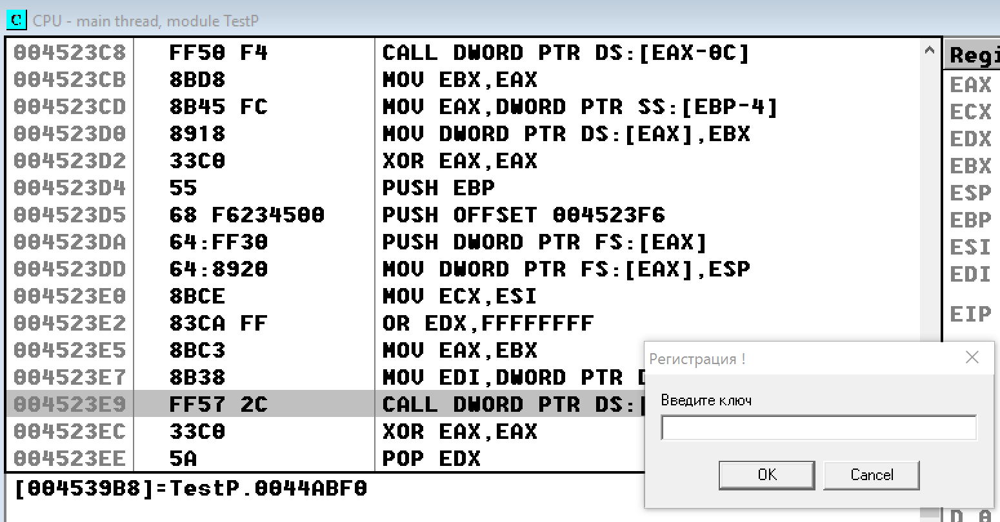 C CPU - main thread, module TestP
004523C8 FF50 F4 CALL DWORD PTR DS:[EAX-0C]
004523CB 8BD8 MOV EBX,EAX
004523CD 8B45 FC MOV EAX,DWORD PTR SS:[EBP-4]
004523D0 8918 MOV DWORD PTR DS:[EAX],EBX
004523D2 33C0 XOR EAX,EAX
004523D4 55 PUSH EBP
004523D5 68 F6234500 PUSH OFFSET 004523F6
004523DA 64:FF30 PUSH DWORD PTR FS:[EAX]
004523DD 64:8920 MOV DWORD PTR FS:[EAX],ESP
004523E0 8BCE MOV ECX,ESI
004523E2 83CA FF OR EDX,FFFFFFFF
004523E5 8BC3 MOV EAX,EBX
004523E7 8B38 MOV EDI,DWORD PTR D
004523E9 FF57 2C CALL DWORD PTR DS:[
004523EC 33C0 XOR EAX,EAX
004523EE 5A POP EDX
[004539B8]=TestP.0044ABF0
Regi
EAX
ECX
EDX
EBX
ESP
EBP
ESI
EDI
EIP
Регистрация !
Введите ключ
OK Cancel